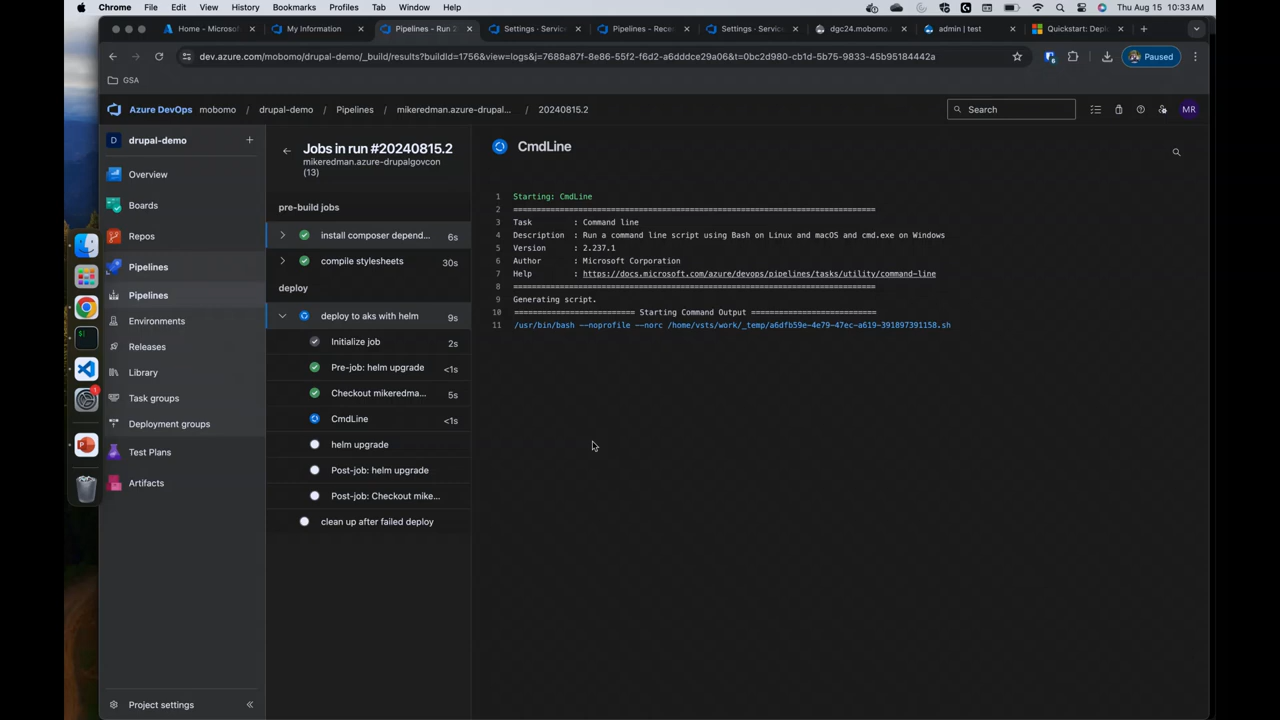 Chrome File Edit View History Bookmarks Profiles Tab Window Help
Thu Aug 15 10:33 AM
Home - Microsof
My Information
Pipelines - Run 2
Settings · Servic
Pipelines - Rece
Settings · Servic
dgc24.mobomo.
admin | test
Quickstart: Depl
dev.azure.com/mobomo/drupal-demo/_build/results?buildId=1756&view=logs&j=7688a87f-8e86-55f2-f6d2-a6dddce29a06&t=0bc2d980-cb1d-5b75-9833-45b95184442a
Paused
GSA
Azure DevOps mobomo / drupal-demo / Pipelines / mikeredman.azure-drupal... / 20240815.2
Search
MR
D drupal-demo
Overview
Boards
Repos
Pipelines
Pipelines
Environments
Releases
Library
Task groups
Deployment groups
Test Plans
Artifacts
Project settings
1
Jobs in run #20240815.2
mikeredman.azure-drupalgovcon
(13)
pre-build jobs
install composer depend... 6s
compile stylesheets 30s
deploy
deploy to aks with helm 9s
Initialize job 2s
Pre-job: helm upgrade <1s
Checkout mikeredma... 5s
CmdLine <1s
helm upgrade
Post-job: helm upgrade
Post-job: Checkout mike...
clean up after failed deploy
CmdLine
1 Starting: CmdLine
2 ==============================================================================
3 Task : Command line
4 Description : Run a command line script using Bash on Linux and macOS and cmd.exe on Windows
5 Version : 2.237.1
6 Author : Microsoft Corporation
7 Help : https://docs.microsoft.com/azure/devops/pipelines/tasks/utility/command-line
8 ==============================================================================
9 Generating script.
10 ========================== Starting Command Output ===========================
11 /usr/bin/bash --noprofile --norc /home/vsts/work/_temp/a6dfb59e-4e79-47ec-a619-391897391158.sh